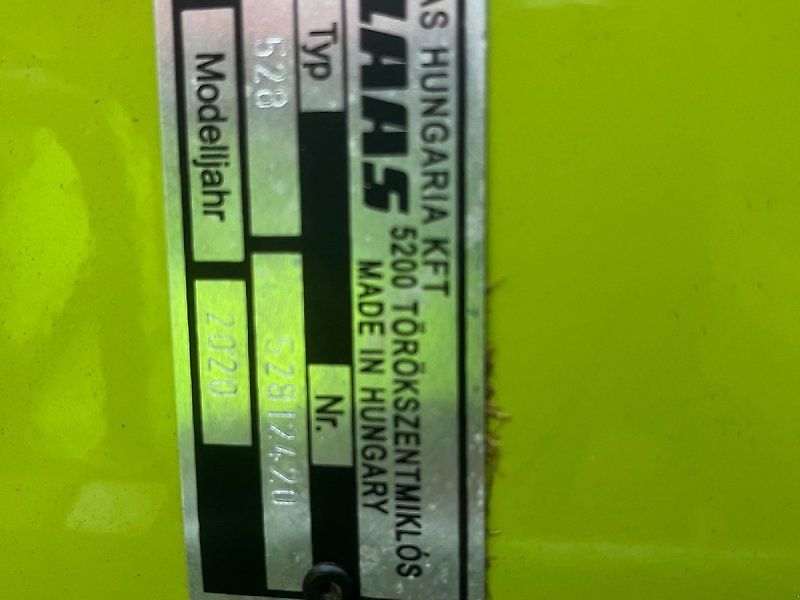 AS HUNGARIA KFT
LAAS 5200 TÖRÖKSZENTMIKLÓS
MADE IN HUNGARY
Typ Nr.
528 52812420
Modelljahr 2020